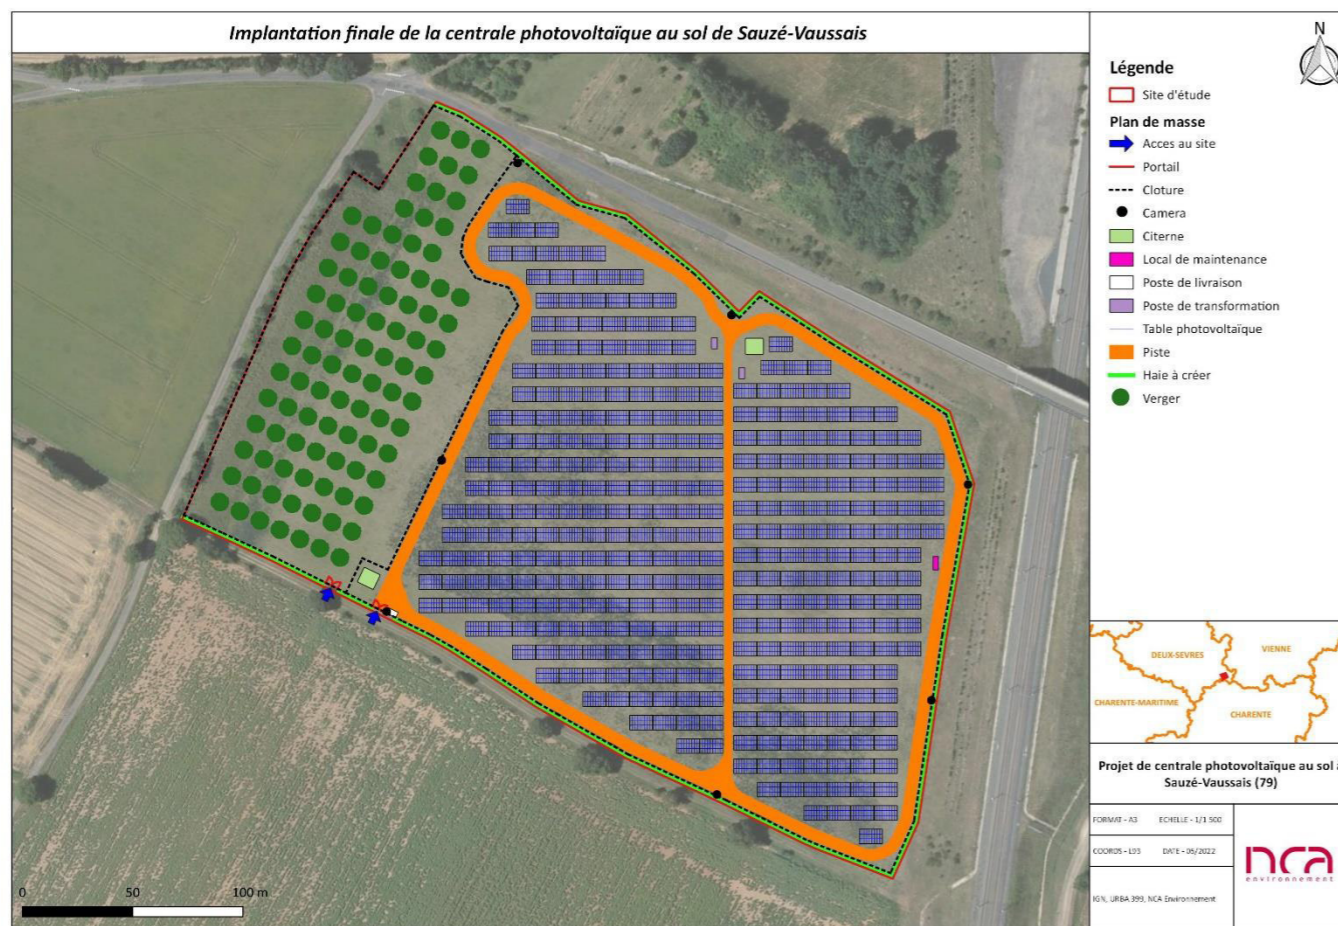 Implantation finale de la centrale photovoltaïque au sol de Sauzé-Vaussais
N
Légende
Site d'étude
Plan de masse
Acces au site
Portail
Cloture
Camera
Citerne
Local de maintenance
Poste de livraison
Poste de transformation
Table photovoltaïque
Piste
Haie à créer
Verger
DEUX-SEVRES
VIENNE
CHARENTE-MARITIME
CHARENTE
Projet de centrale photovoltaïque au sol à
Sauzé-Vaussais (79)
FORMAT - A3 ECHELLE - 1/1 500
COORDS - L93 DATE - 06/2022
IGN, URBA 399, NCA Environnement
nca
environnement
0 50 100 m